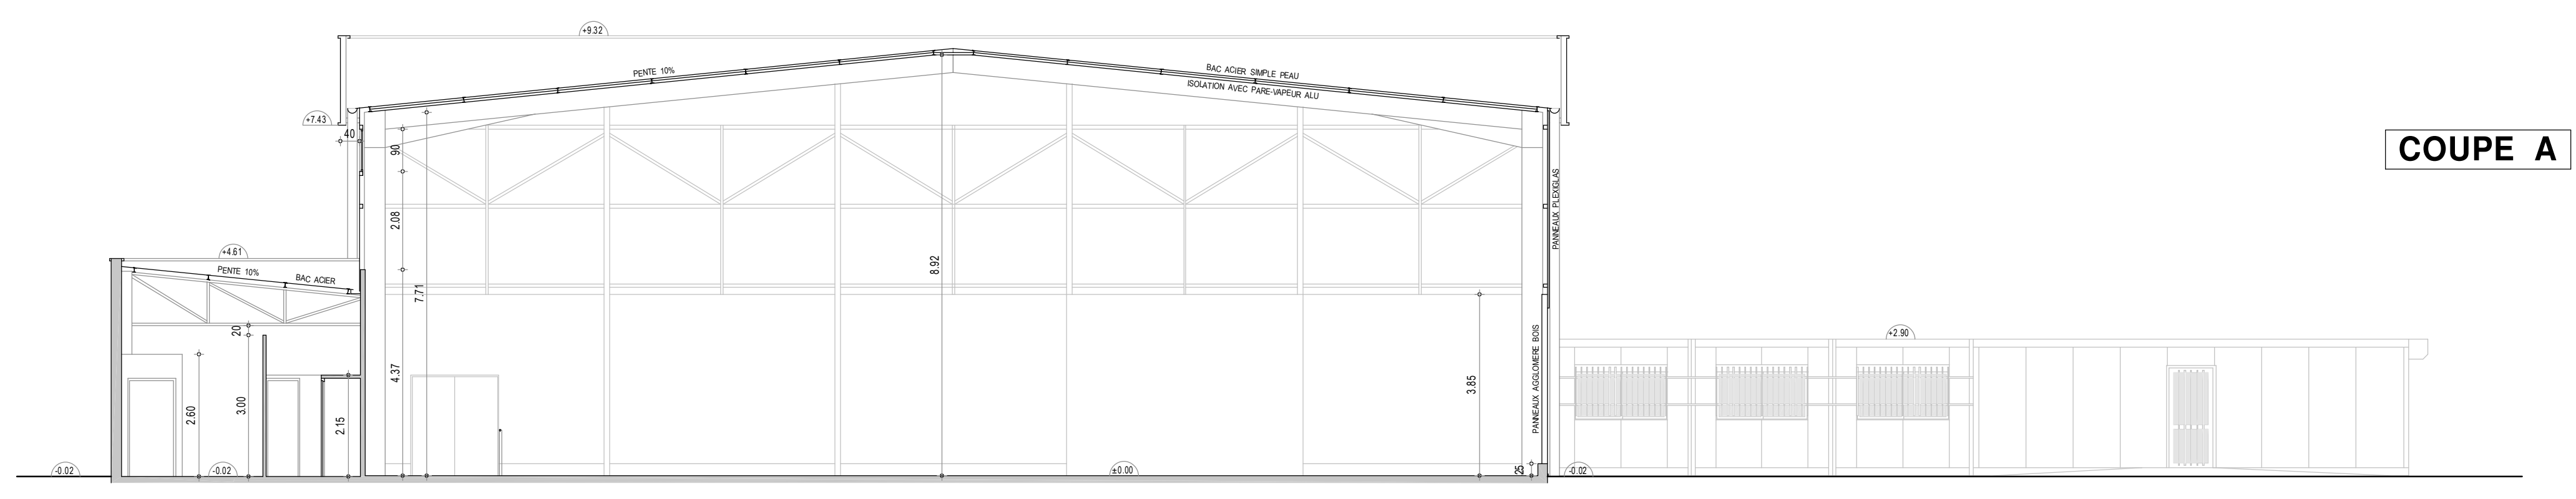 +9.32
PENTE 10%
BAC ACIER SIMPLE PEAU
ISOLATION AVEC PARE-VAPEUR ALU
+7.43
40
90
COUPE A
2.08
PANNEAUX PLEXIGLAS
+4.61
PENTE 10%
BAC ACIER
8.92
7.71
20
+2.90
4.37
3.85
PANNEAUX AGGLOMERE BOIS
2.60
3.00
2.15
-0.02
-0.02
±0.00
25
-0.02